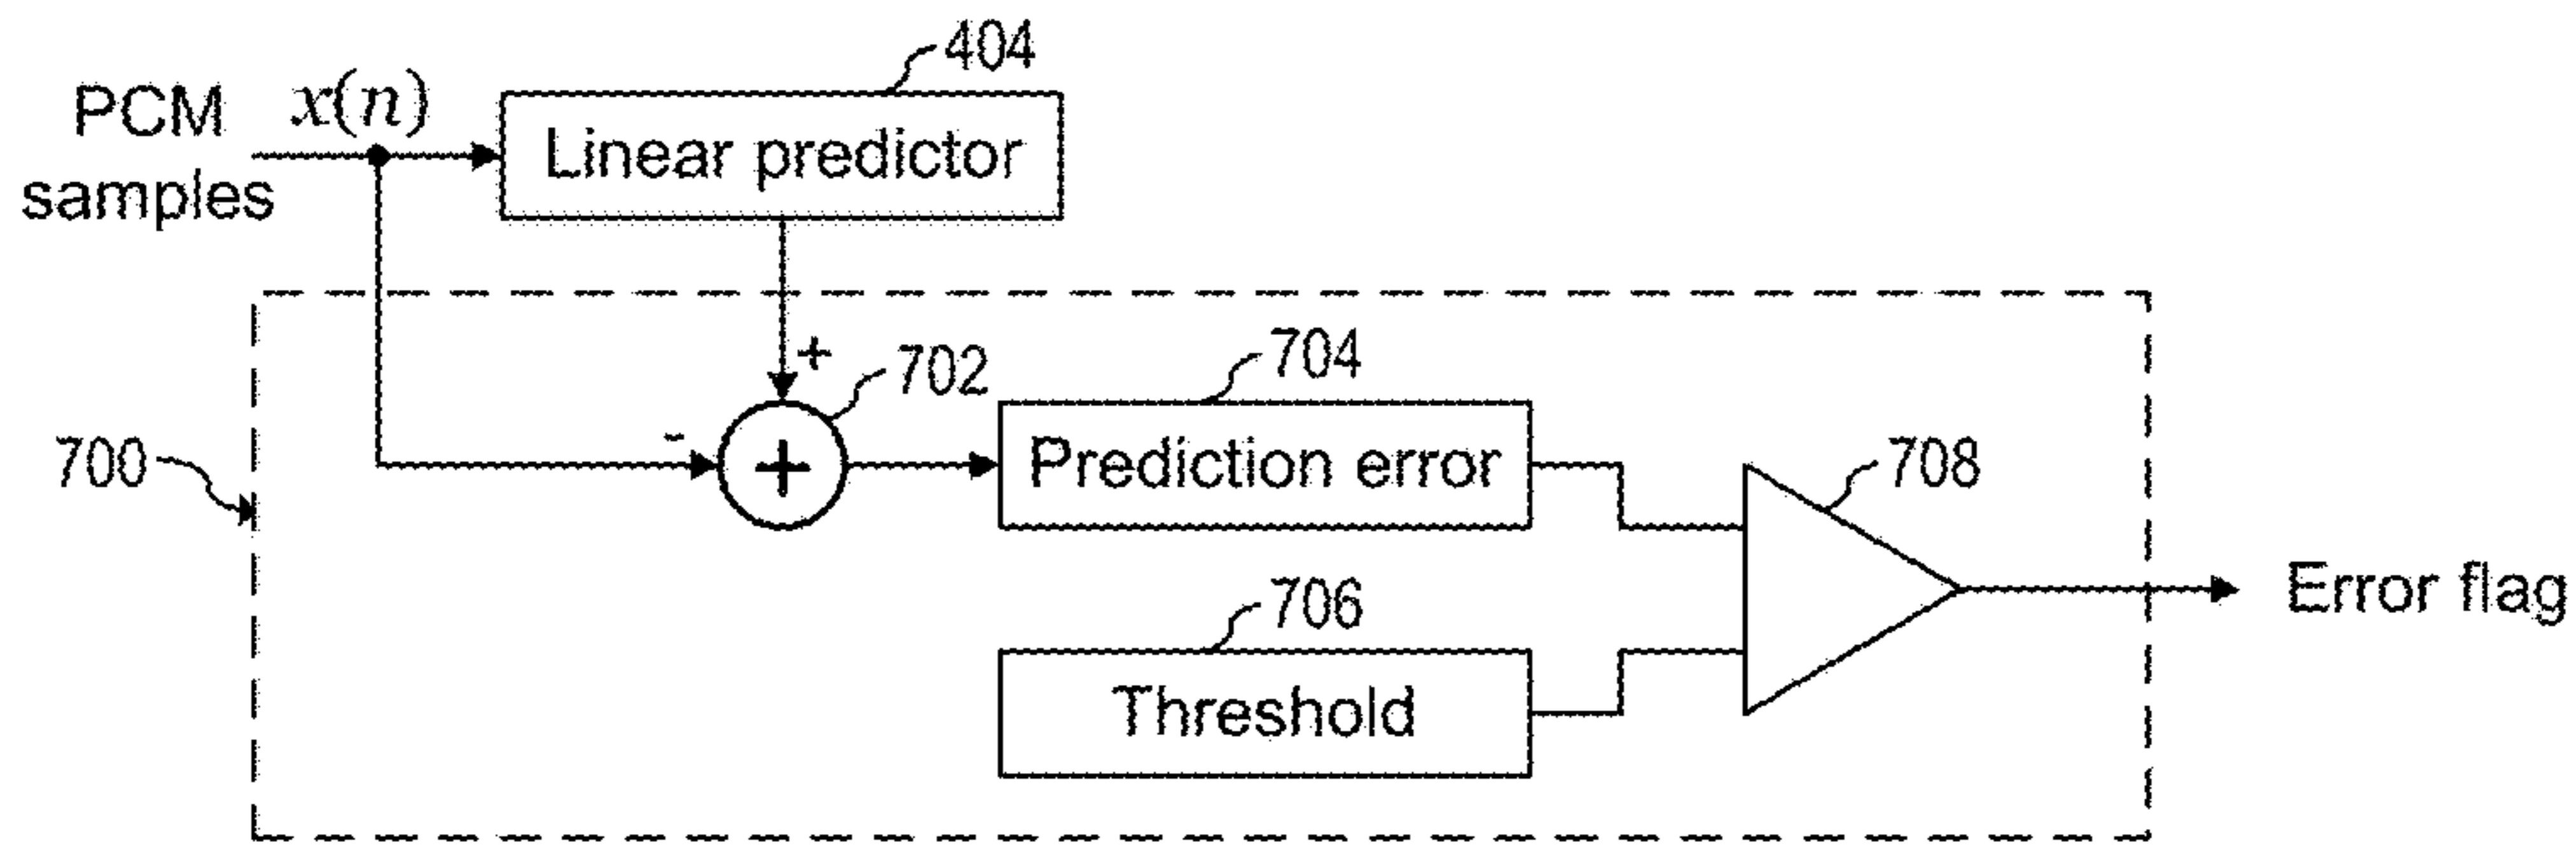 404
PCM x(n)
samples
Linear predictor
+
702
704
-
+
Prediction error
700
708
706
Threshold
Error flag